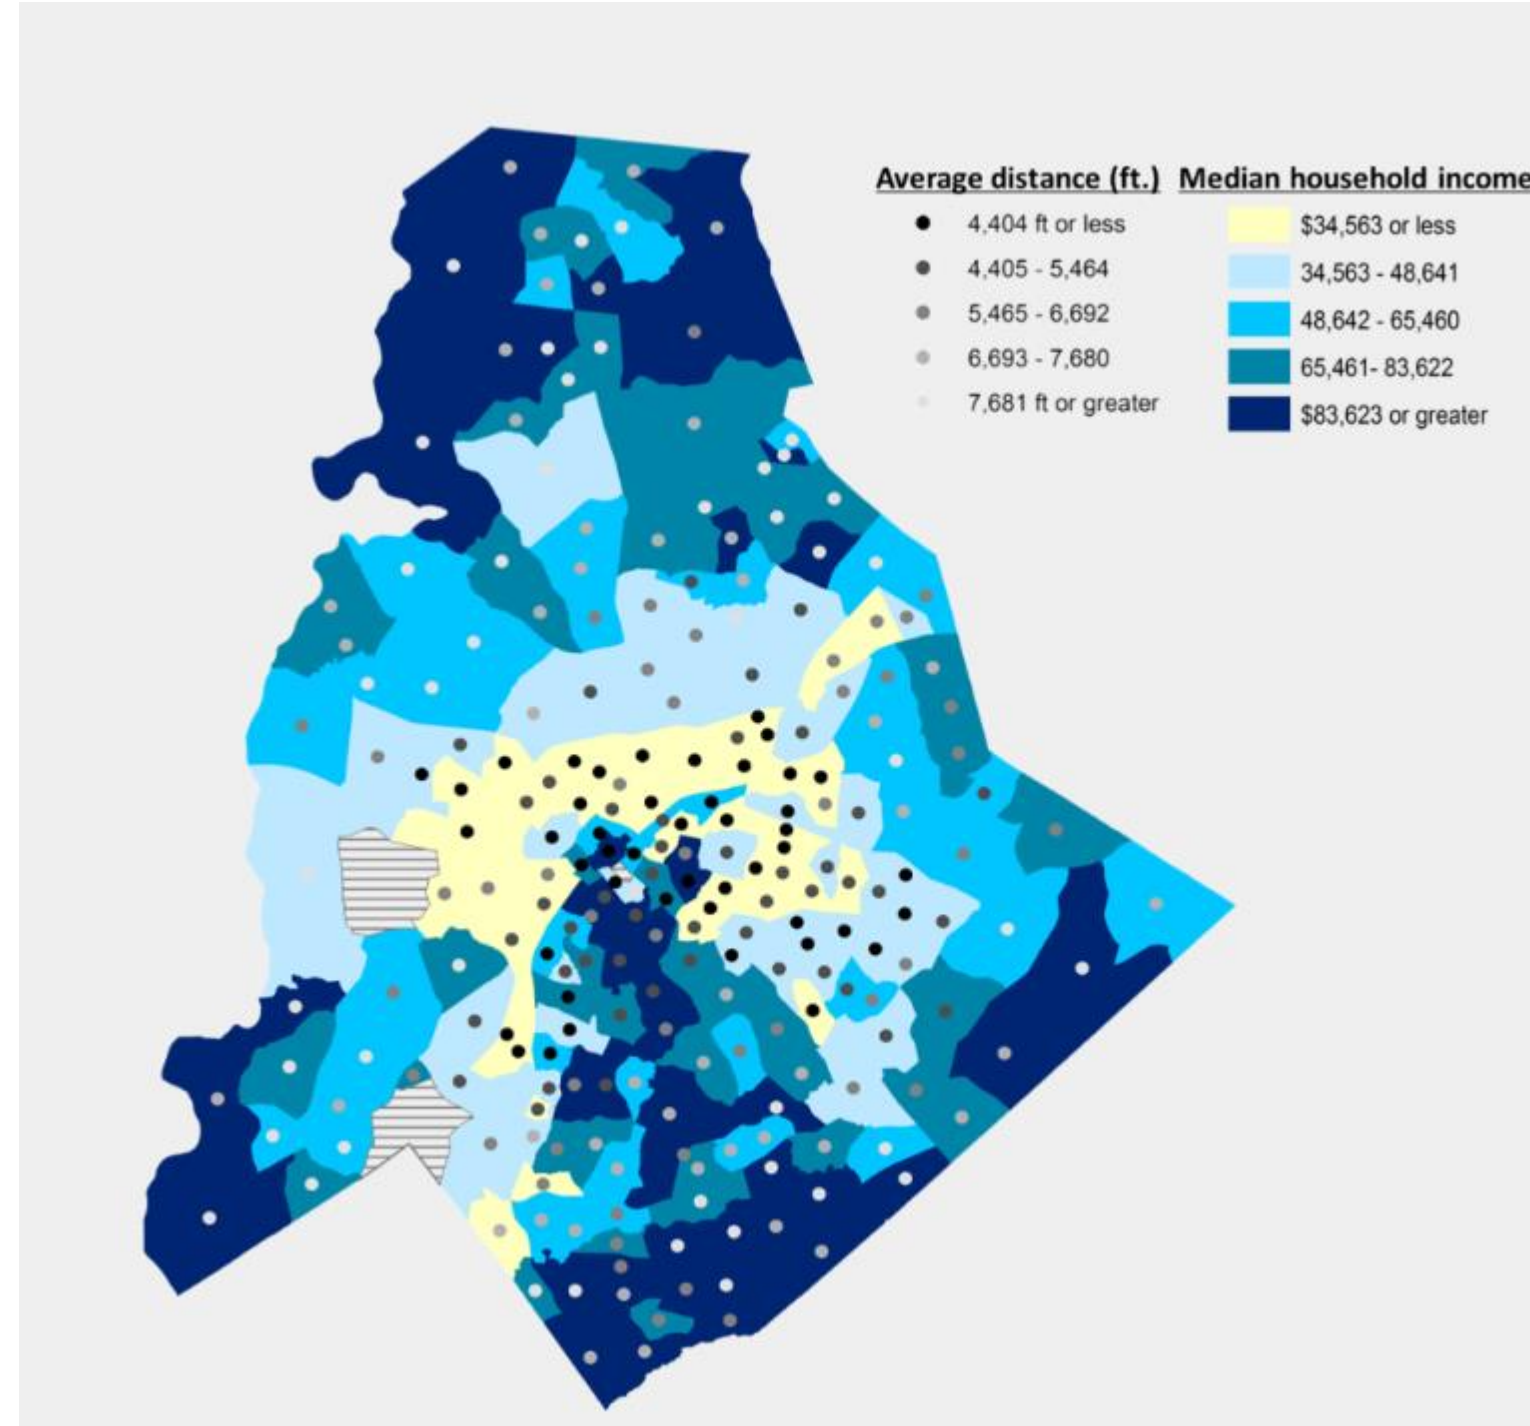 Average distance (ft.)
4,404 ft or less
4,405 - 5,464
5,465 - 6,692
6,693 - 7,680
7,681 ft or greater
Median household income
$34,563 or less
34,563 - 48,641
48,642 - 65,460
65,461- 83,622
$83,623 or greater